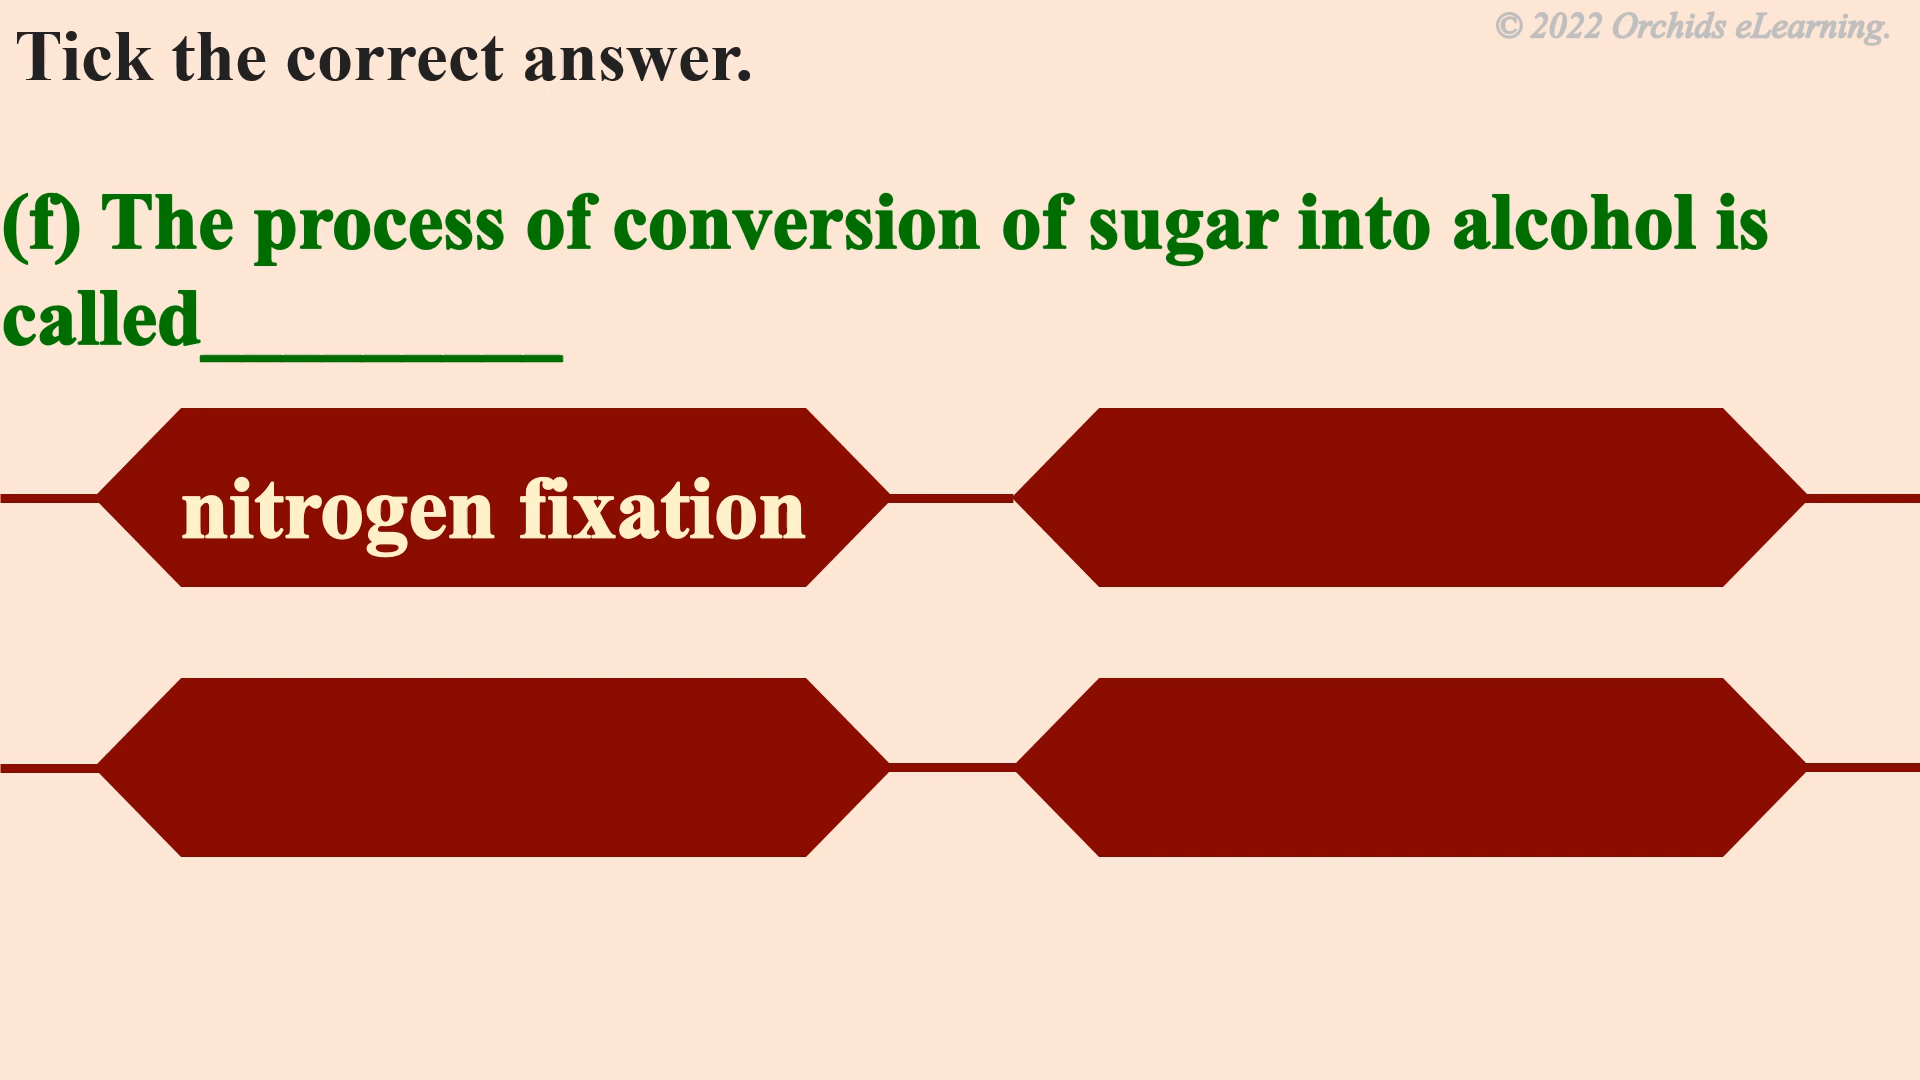 © 2022 Orchids eLearning.
Tick the correct answer.
(f) The process of conversion of sugar into alcohol is
called_________
nitrogen fixation